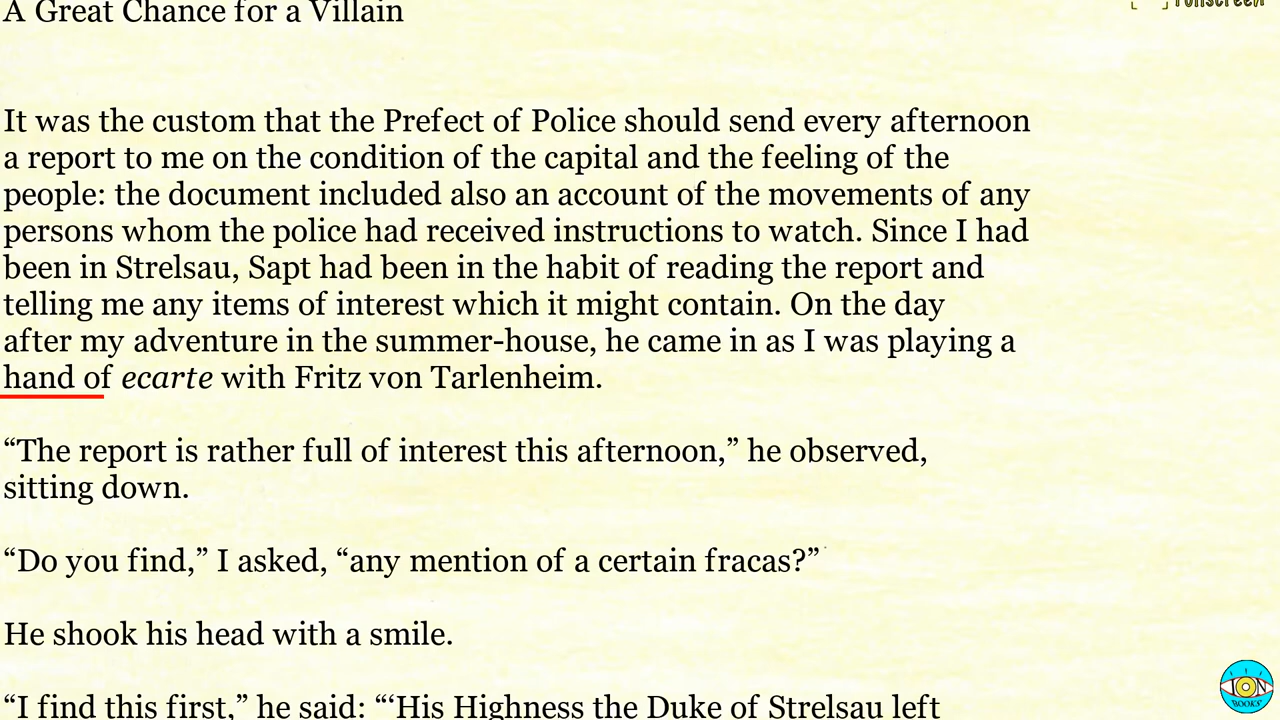 A Great Chance for a Villain
Fullscreen
It was the custom that the Prefect of Police should send every afternoon
a report to me on the condition of the capital and the feeling of the
people: the document included also an account of the movements of any
persons whom the police had received instructions to watch. Since I had
been in Strelsau, Sapt had been in the habit of reading the report and
telling me any items of interest which it might contain. On the day
after my adventure in the summer-house, he came in as I was playing a
hand of ecarte with Fritz von Tarlenheim.
“The report is rather full of interest this afternoon,” he observed,
sitting down.
“Do you find,” I asked, “any mention of a certain fracas?”
He shook his head with a smile.
“I find this first,” he said: “‘His Highness the Duke of Strelsau left
ION
BOOKS